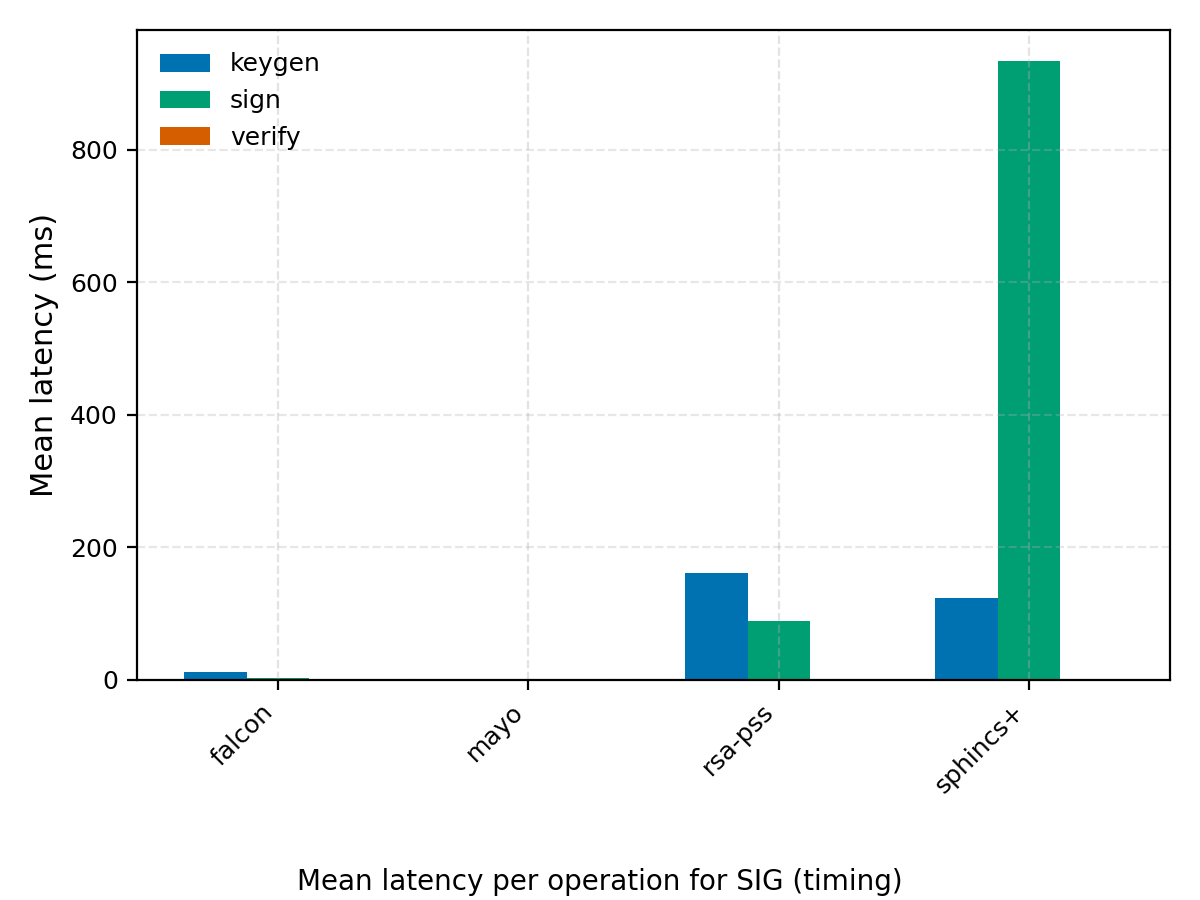 keygen
sign
verify
Mean latency (ms)
800
600
400
200
0
falcon
mayo
rsa-pss
sphincs+
Mean latency per operation for SIG (timing)